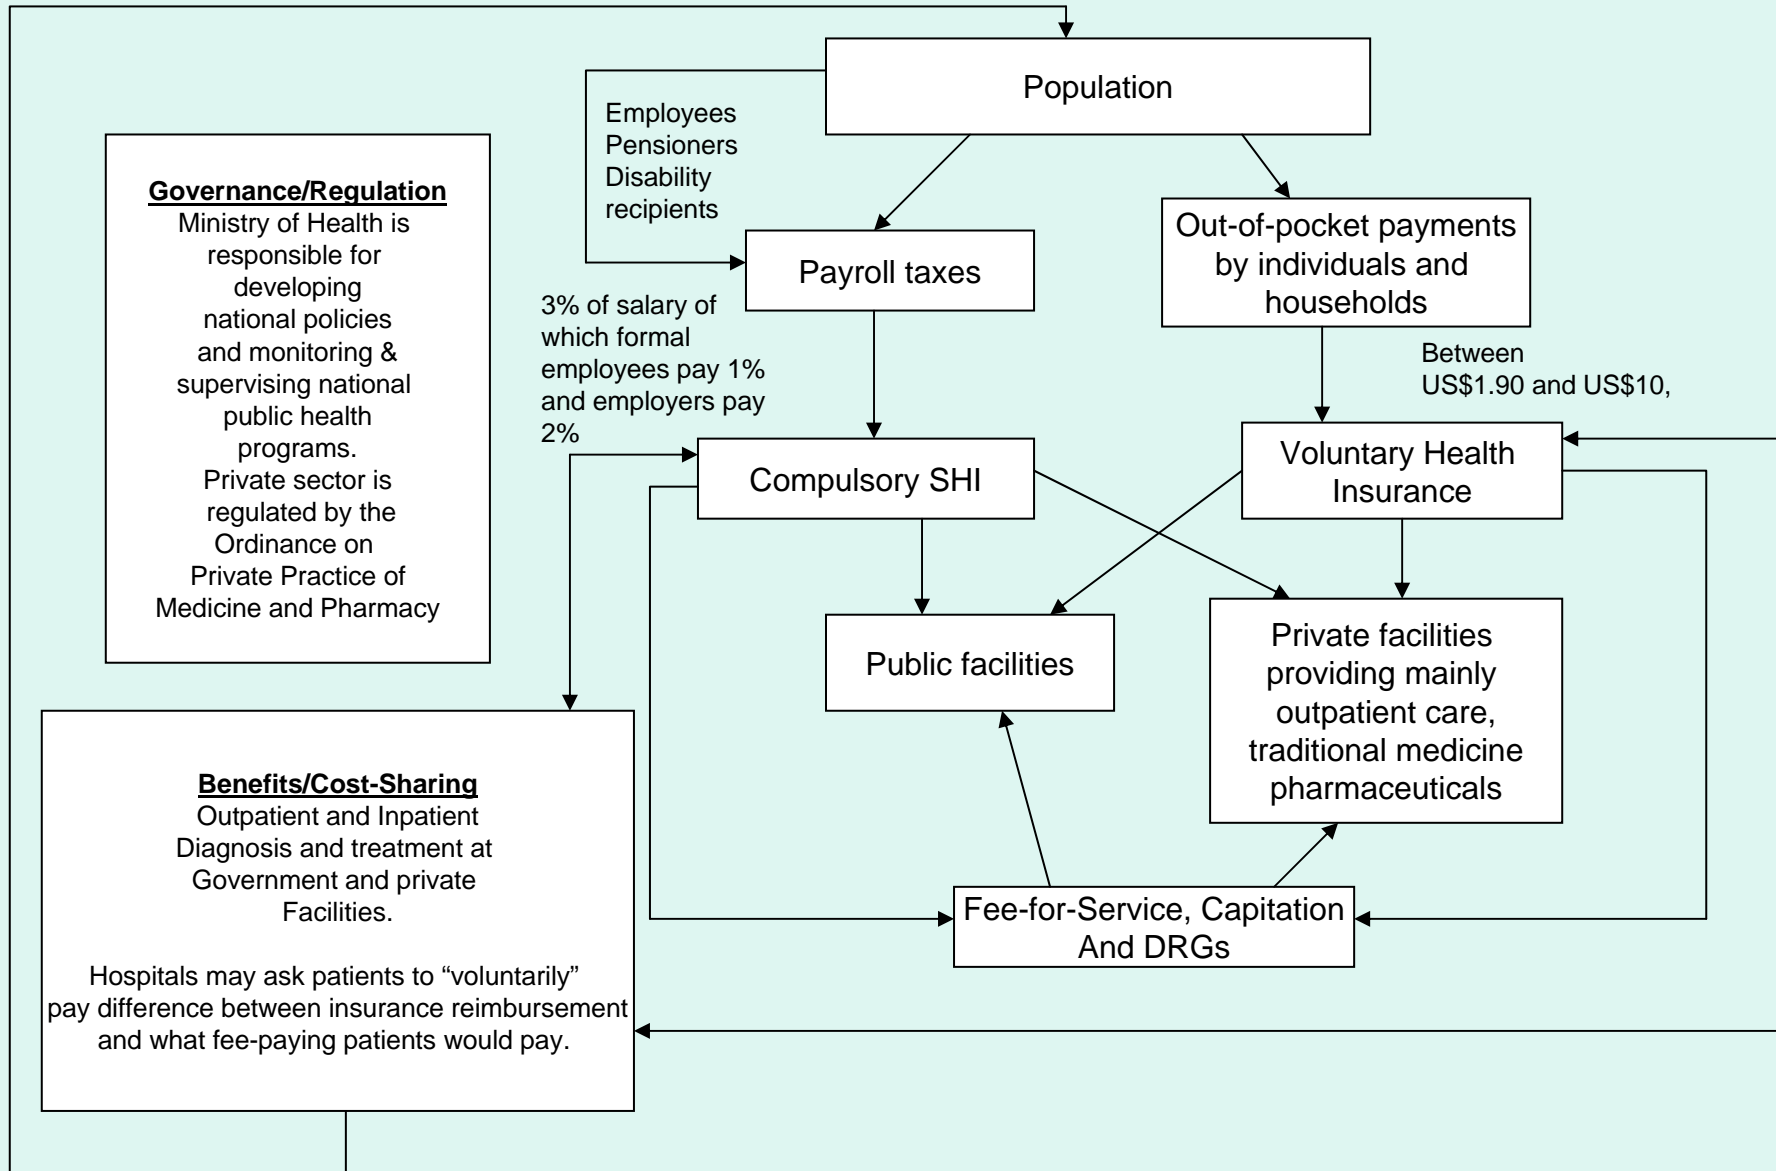 Population
Employees
Pensioners
Disability
recipients
Governance/Regulation
Ministry of Health is
responsible for
developing
national policies
and monitoring &
supervising national
public health
programs.
Private sector is
regulated by the
Ordinance on
Private Practice of
Medicine and Pharmacy
Payroll taxes
Out-of-pocket payments
by individuals and
households
3% of salary of
which formal
employees pay 1%
and employers pay
2%
Between
US$1.90 and US$10,
Compulsory SHI
Voluntary Health
Insurance
Public facilities
Private facilities
providing mainly
outpatient care,
traditional medicine
pharmaceuticals
Benefits/Cost-Sharing
Outpatient and Inpatient
Diagnosis and treatment at
Government and private
Facilities.
Hospitals may ask patients to “voluntarily”
pay difference between insurance reimbursement
and what fee-paying patients would pay.
Fee-for-Service, Capitation
And DRGs